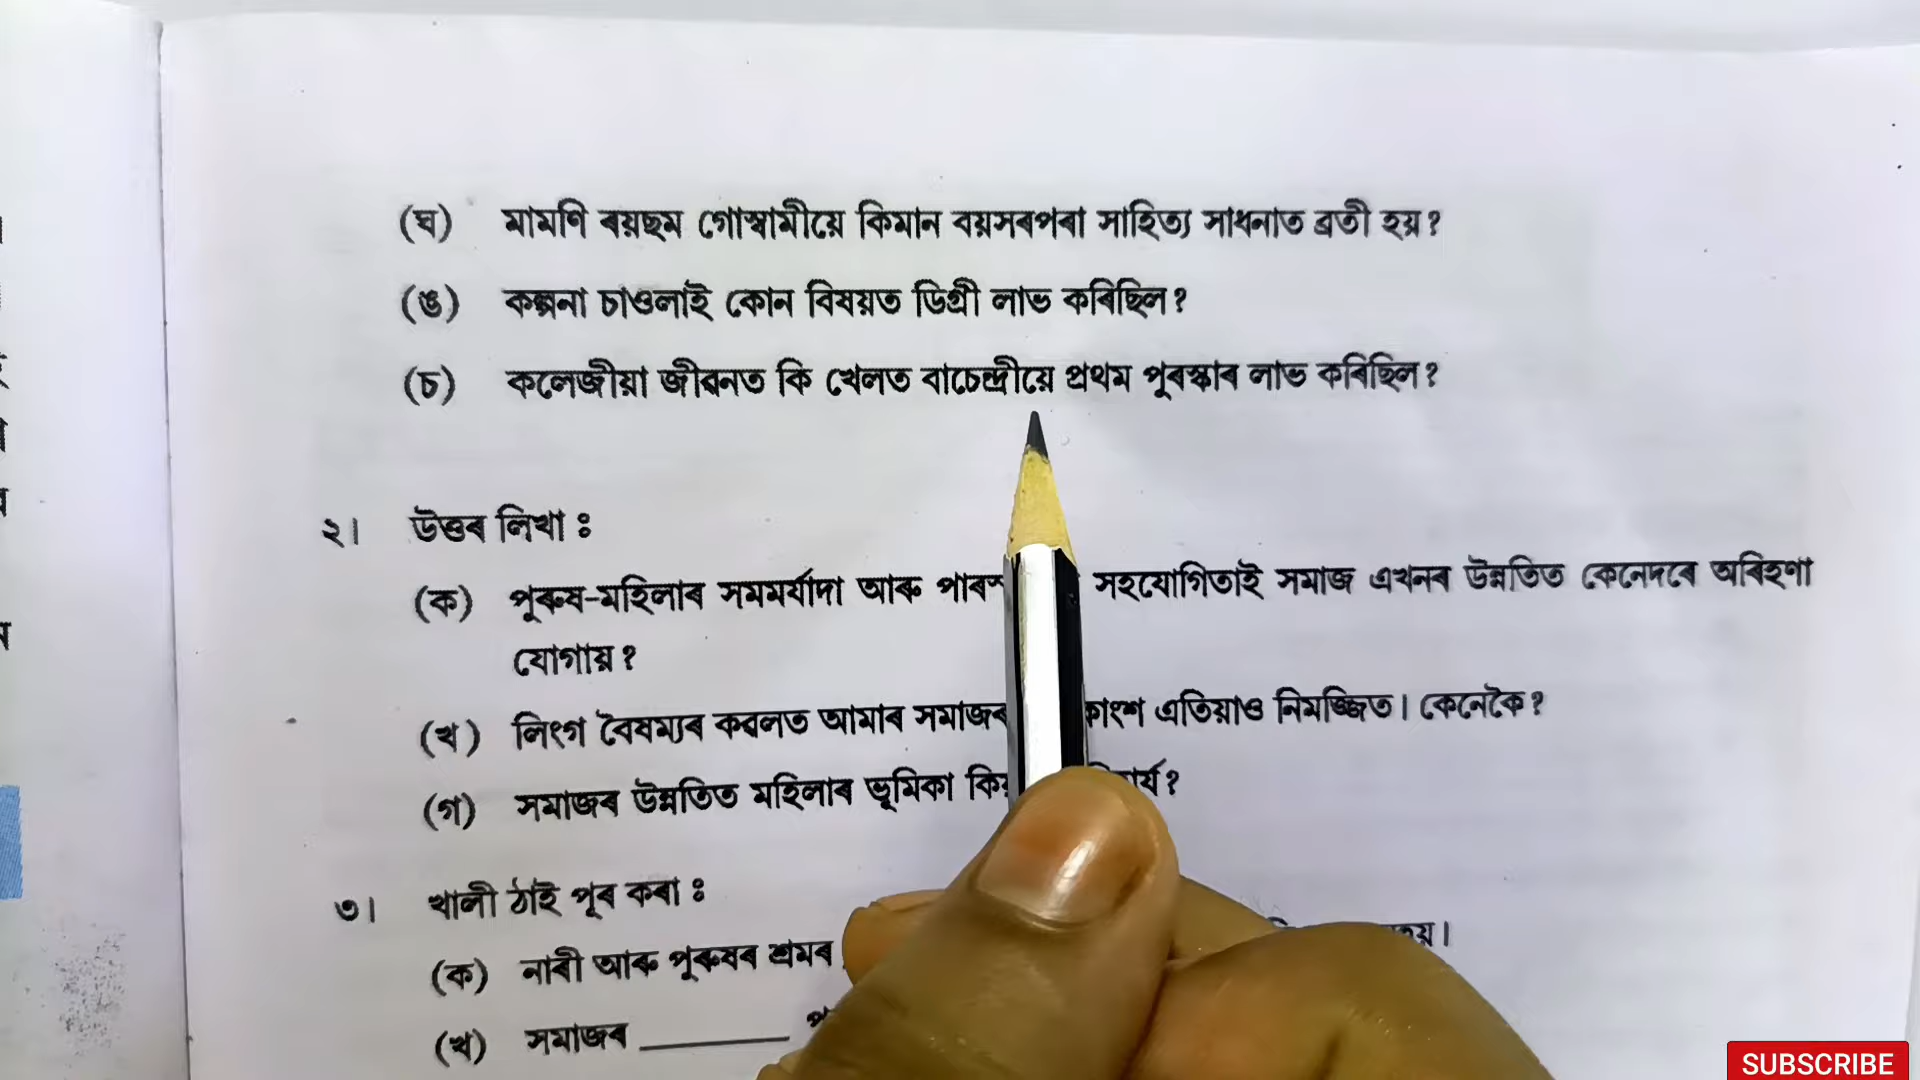 (ঘ) মামণি ৰয়ছম গোস্বামীয়ে কিমান বয়সৰপৰা সাহিত্য সাধনাত ব্ৰতী হয়?
(ঙ) কল্পনা চাওলাই কোন বিষয়ত ডিগ্ৰী লাভ কৰিছিল?
(চ) কলেজীয়া জীৱনত কি খেলত বাচেন্দ্ৰীয়ে প্ৰথম পুৰস্কাৰ লাভ কৰিছিল?
২। উত্তৰ লিখা ঃ
(ক) পুৰুষ-মহিলাৰ সমমৰ্যাদা আৰু সহযোগিতাই সমাজ এখনৰ উন্নতিত কেনেদৰে অৰিহণা
যোগায়?
(খ) লিংগ বৈষম্যৰ কৱলত আমাৰ সমাজৰ এতিয়াও নিমজ্জিত। কেনেকৈ?
(গ) সমাজৰ উন্নতিত মহিলাৰ ভূমিকা
৩। খালী ঠাই পূৰ কৰা ঃ
(ক) নাৰী আৰু পুৰুষৰ শ্ৰমৰ
(খ) সমাজৰ ________
SUBSCRIBE